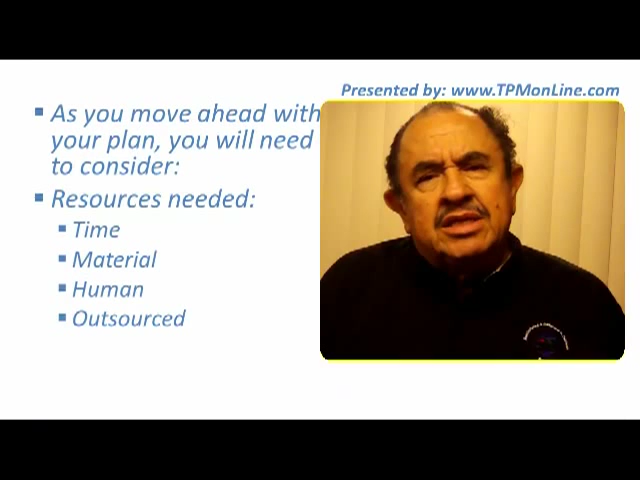 Presented by: www.TPMonLine.com
▪ As you move ahead with
your plan, you will need
to consider:
▪ Resources needed:
▪ Time
▪ Material
▪ Human
▪ Outsourced